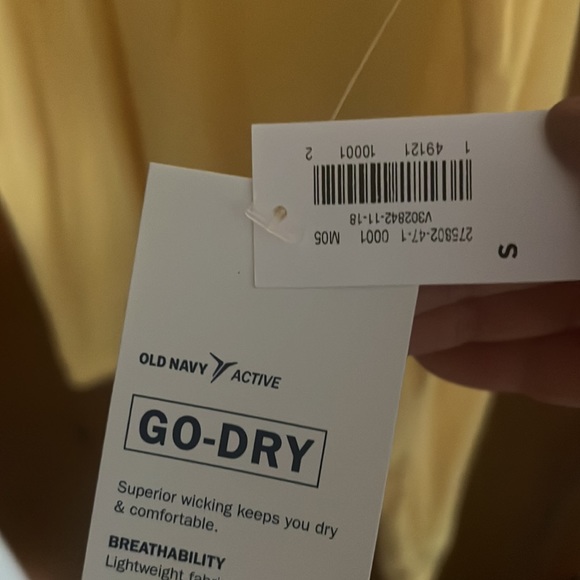 S
275802-47-1 0001 M05
V302842-11-18
1 49121 10001 2
OLD NAVY ACTIVE
GO-DRY
Superior wicking keeps you dry
& comfortable.
BREATHABILITY
Lightweight